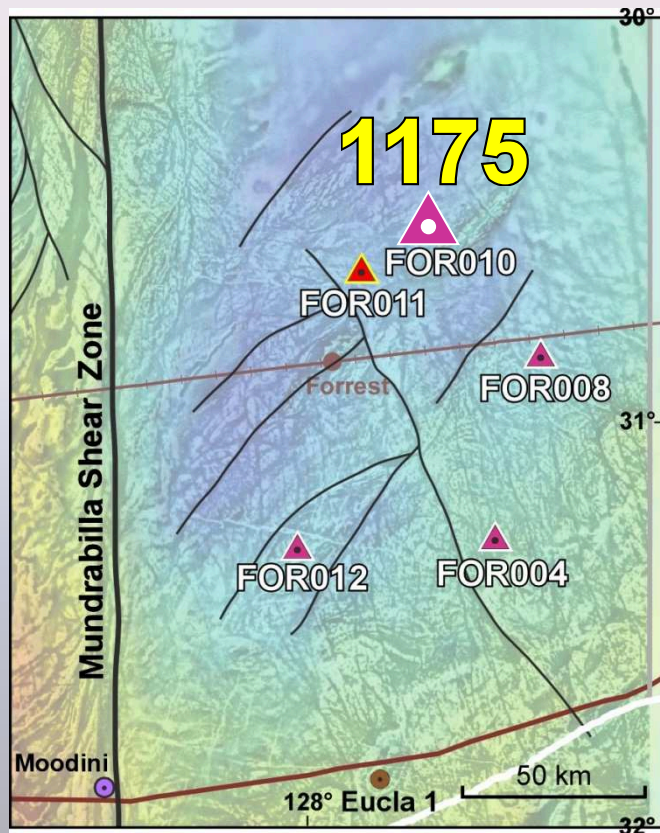 30°
1175
FOR010
FOR011
Forrest
FOR008
31°
Mundrabilla Shear Zone
FOR012
FOR004
Moodini
50 km
128° Eucla 1
32°